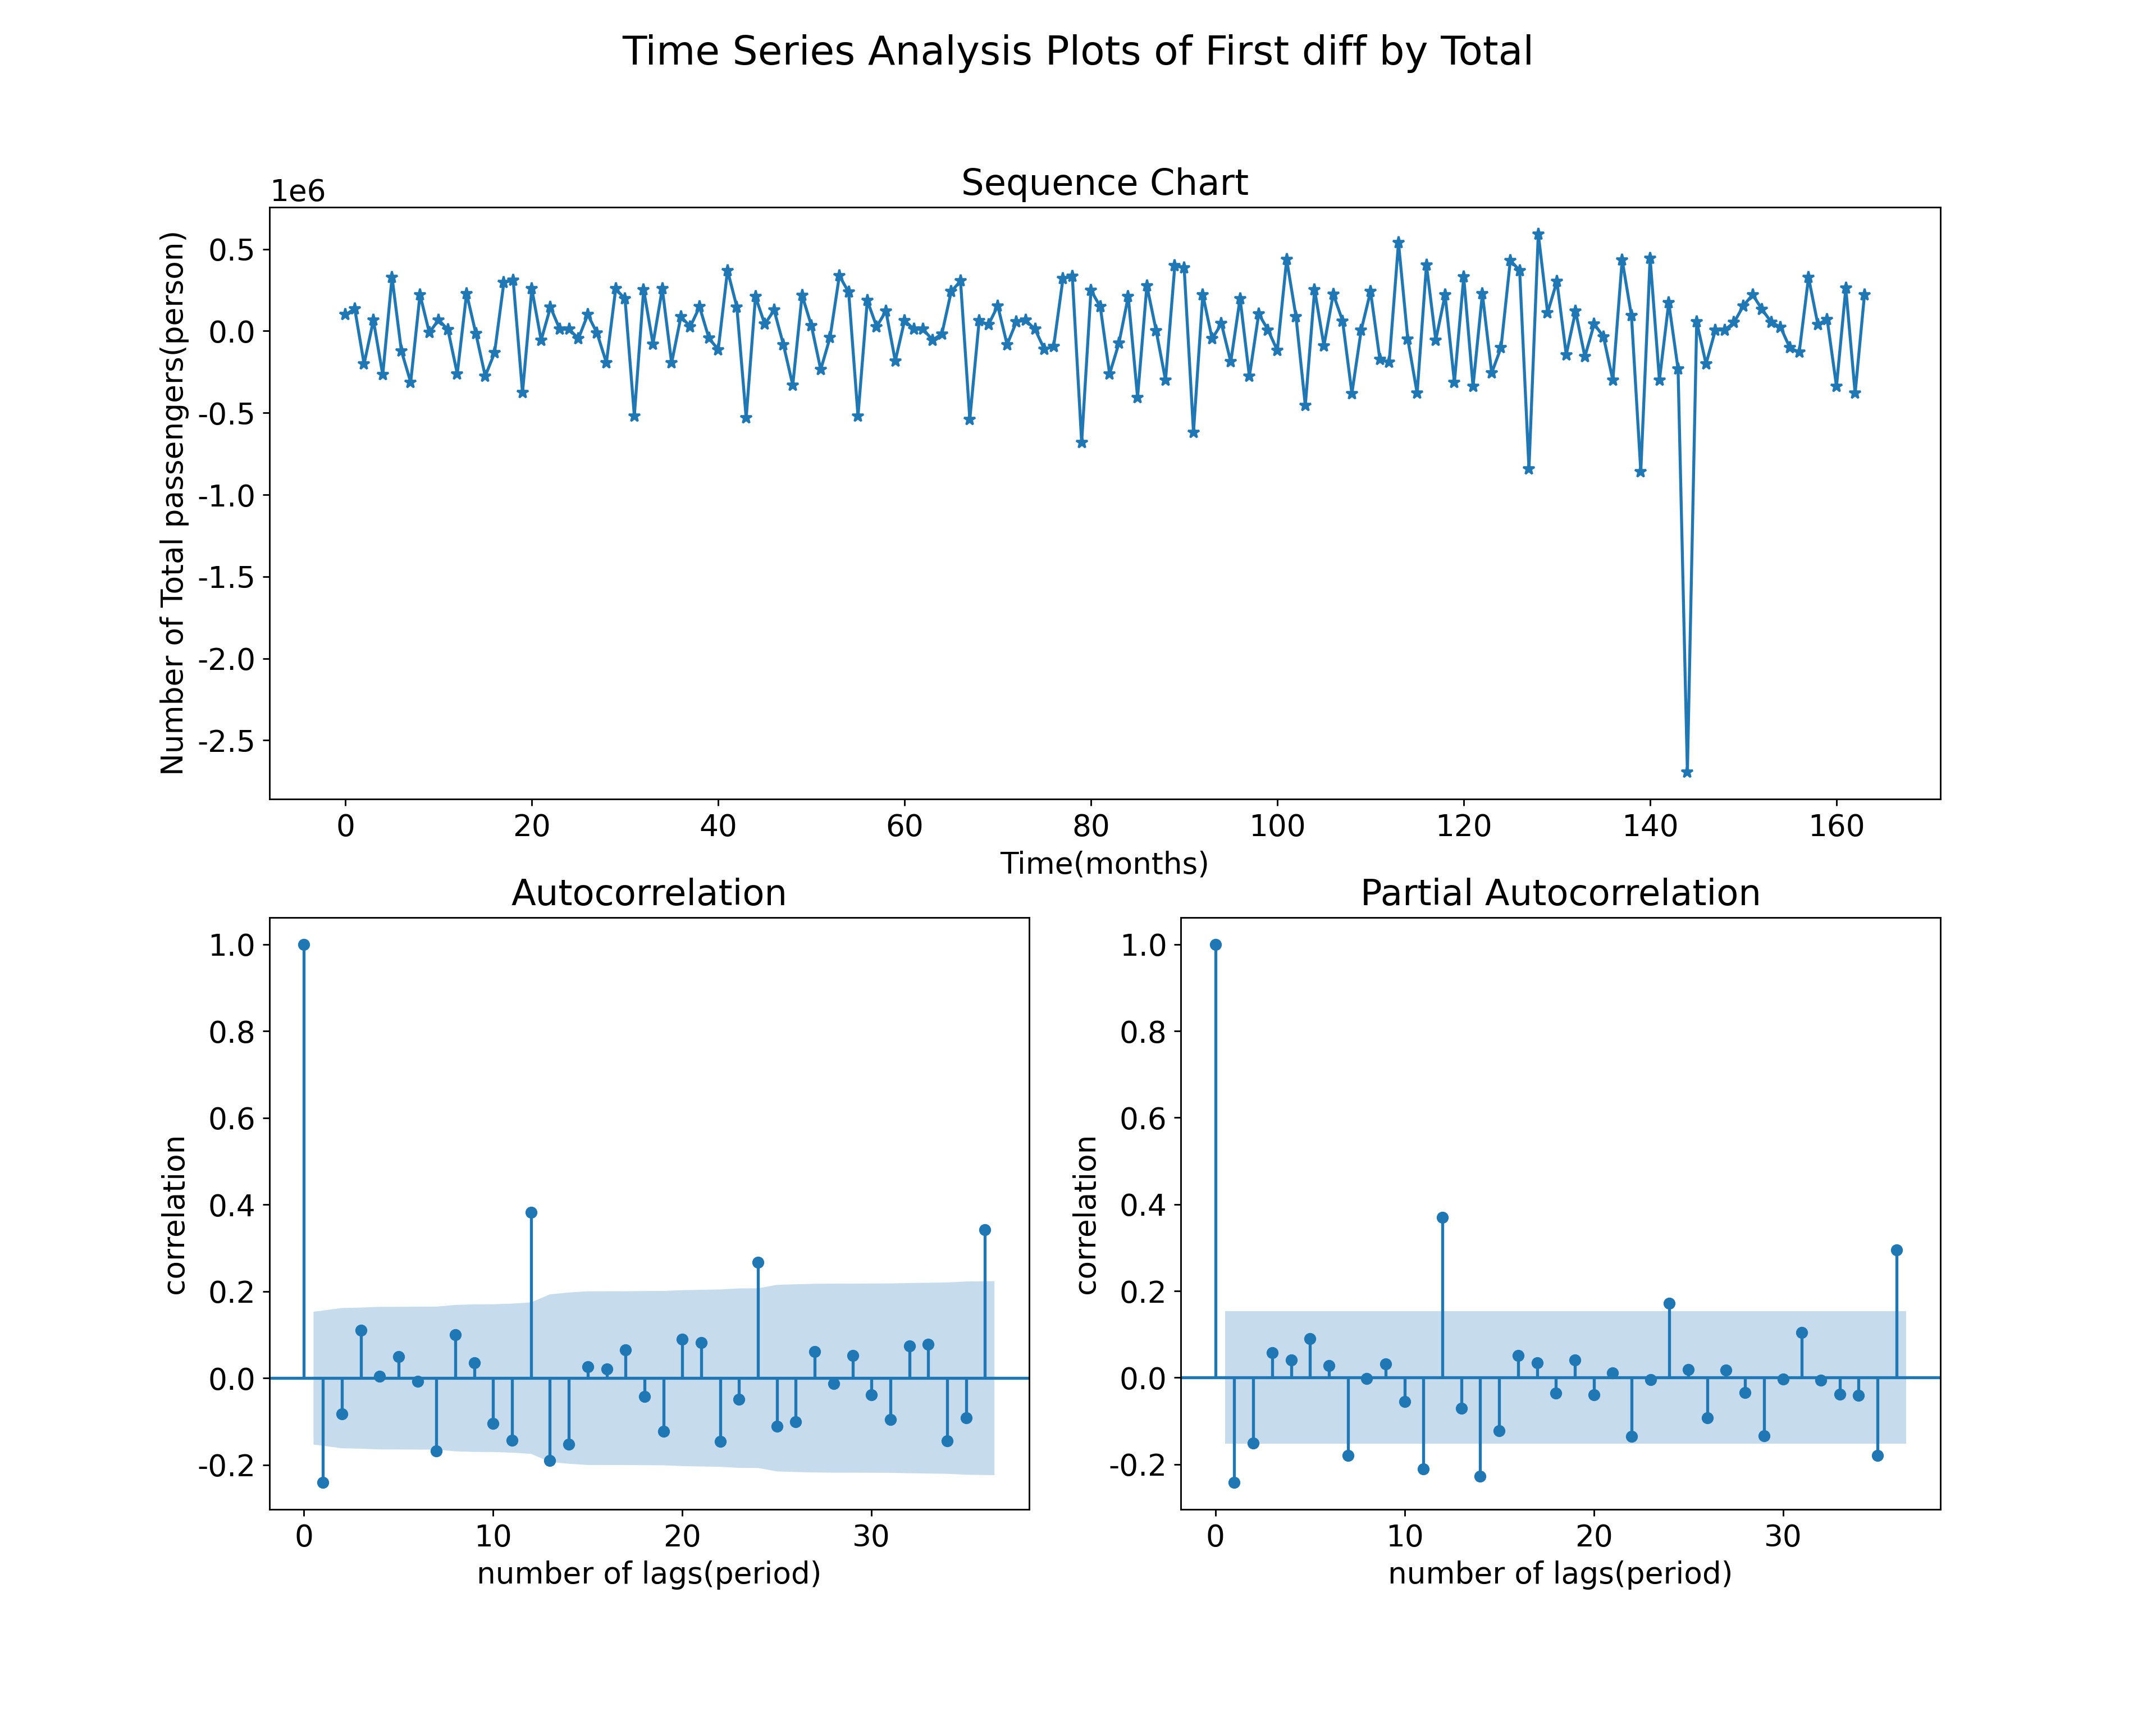 Time Series Analysis Plots of First diff by Total
Sequence Chart
1e6
Number of Total passengers(person)
0.5
0.0
-0.5
-1.0
-1.5
-2.0
-2.5
0 20 40 60 80 100 120 140 160
Time(months)
Autocorrelation
correlation
1.0
0.8
0.6
0.4
0.2
0.0
-0.2
0 10 20 30
number of lags(period)
Partial Autocorrelation
correlation
1.0
0.8
0.6
0.4
0.2
0.0
-0.2
0 10 20 30
number of lags(period)